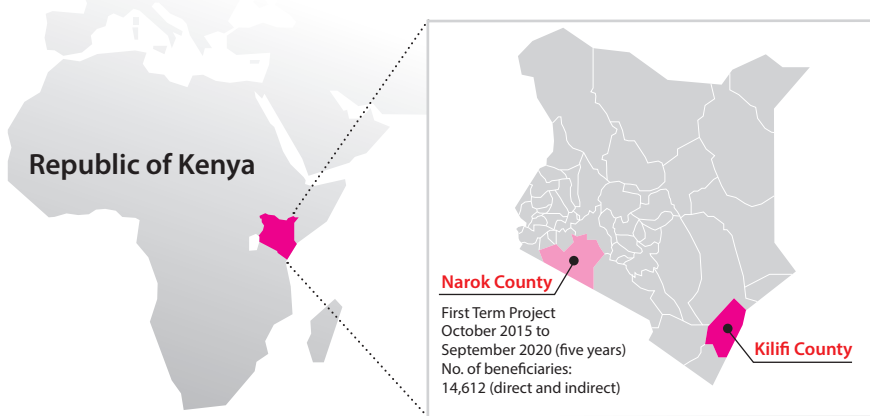 Republic of Kenya
Narok County
First Term Project
October 2015 to
September 2020 (five years)
No. of beneficiaries:
14,612 (direct and indirect)
Kilifi County